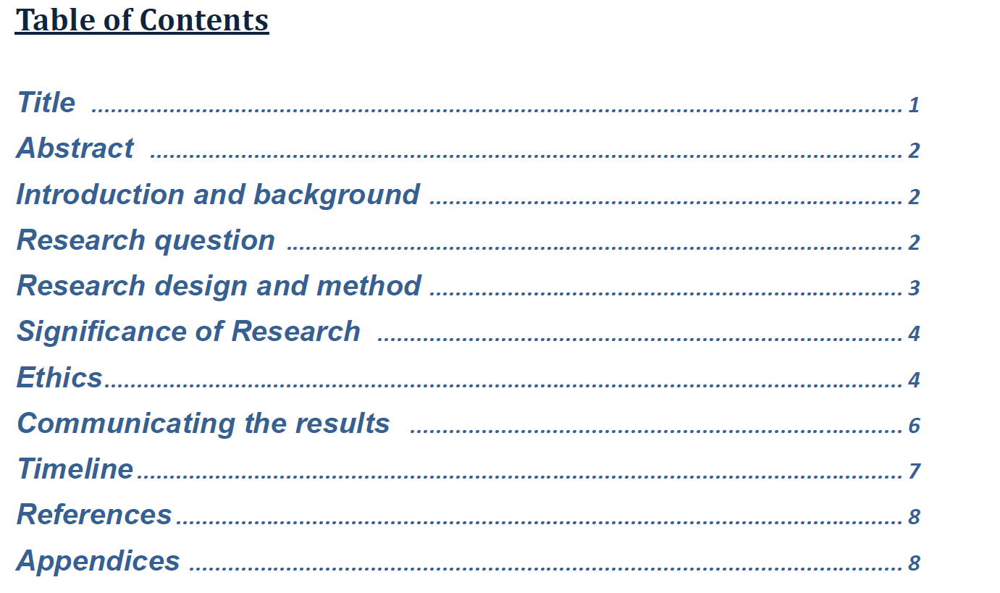 Table of Contents
Title ........................................................................................................................ 1
Abstract ................................................................................................................ 2
Introduction and background ...................................................................... 2
Research question ........................................................................................... 2
Research design and method ...................................................................... 3
Significance of Research .............................................................................. 4
Ethics...................................................................................................................... 4
Communicating the results ......................................................................... 6
Timeline................................................................................................................. 7
References........................................................................................................... 8
Appendices ......................................................................................................... 8